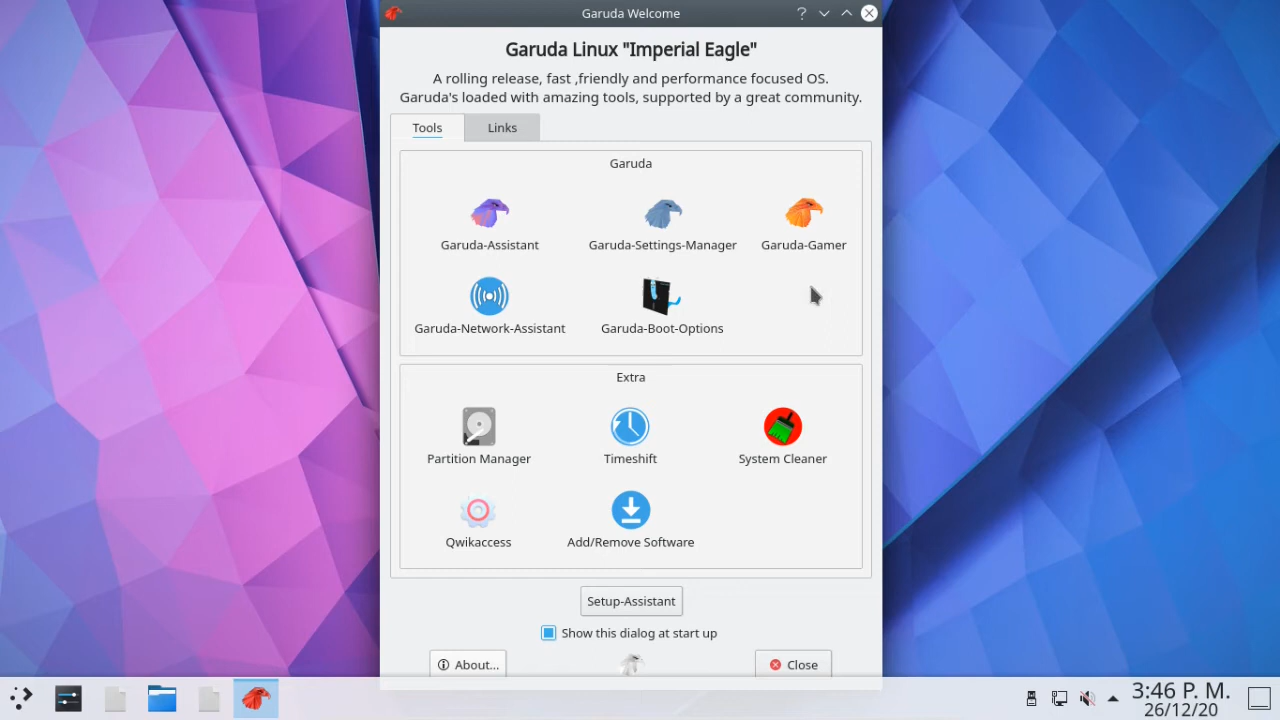 Garuda Welcome
Garuda Linux "Imperial Eagle"
A rolling release, fast ,friendly and performance focused OS.
Garuda's loaded with amazing tools, supported by a great community.
Tools Links
Garuda
Garuda-Assistant Garuda-Settings-Manager Garuda-Gamer
Garuda-Network-Assistant Garuda-Boot-Options
Extra
Partition Manager Timeshift System Cleaner
Qwikaccess Add/Remove Software
Setup-Assistant
Show this dialog at start up
About... Close
3:46 P. M.
26/12/20